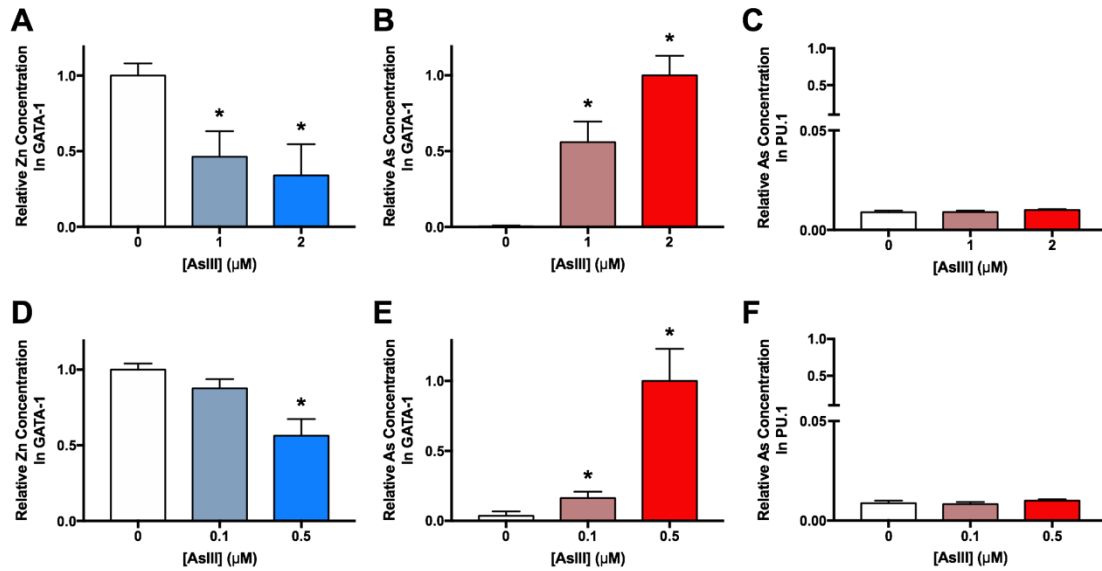 A
Relative Zn Concentration
In GATA-1
1.0
0.5
0.0
*
*
0
1
2
[AsIII] (µM)
B
Relative As Concentration
In GATA-1
1.0
0.5
0.0
*
*
0
1
2
[AsIII] (µM)
C
Relative As Concentration
In PU.1
1.0
0.5
0.05
0.00
0
1
2
[AsIII] (µM)
D
Relative Zn Concentration
In GATA-1
1.0
0.5
0.0
*
0
0.1
0.5
[AsIII] (µM)
E
Relative As Concentration
In GATA-1
1.0
0.5
0.0
*
*
0
0.1
0.5
[AsIII] (µM)
F
Relative As Concentration
In PU.1
1.0
0.5
0.05
0.00
0
0.1
0.5
[AsIII] (µM)